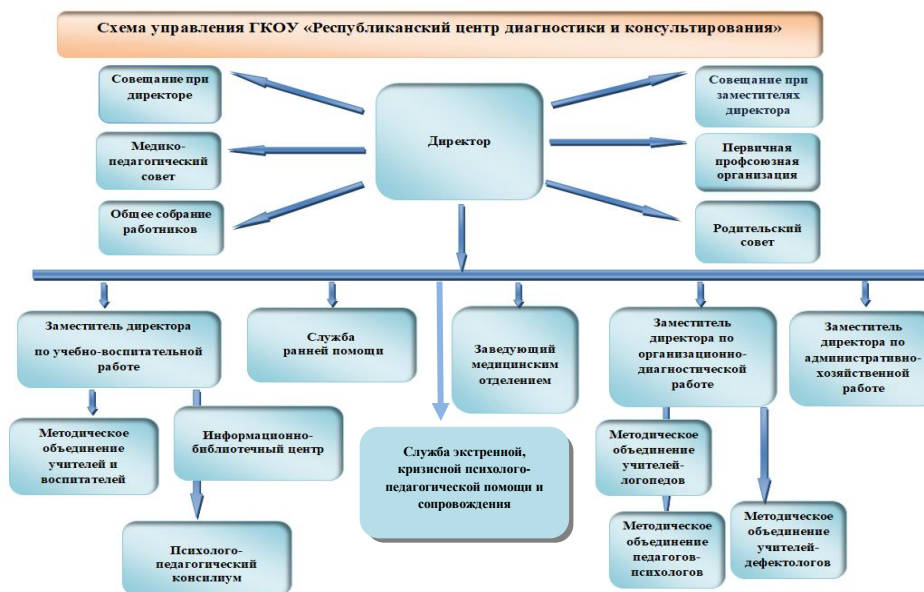 Схема управления ГКОУ «Республиканский центр диагностики и консультирования»
Совещание при
директоре
Медико-
педагогический
совет
Общее собрание
работников
Директор
Совещание при
заместителях
директора
Первичная
профсоюзная
организация
Родительский
совет
Заместитель директора
по учебно-воспитательной
работе
Служба
ранней помощи
Заведующий
медицинским
отделением
Заместитель
директора по
организационно-
диагностической
работе
Заместитель
директора по
административно-
хозяйственной
работе
Методическое
объединение
учителей и
воспитателей
Информационно-
библиотечный центр
Служба экстренной,
кризисной психолого-
педагогической помощи и
сопровождения
Методическое
объединение
учителей-
логопедов
Психолого-
педагогический
консилиум
Методическое
объединение
педагогов-
психологов
Методическое
объединение
учителей-
дефектологов